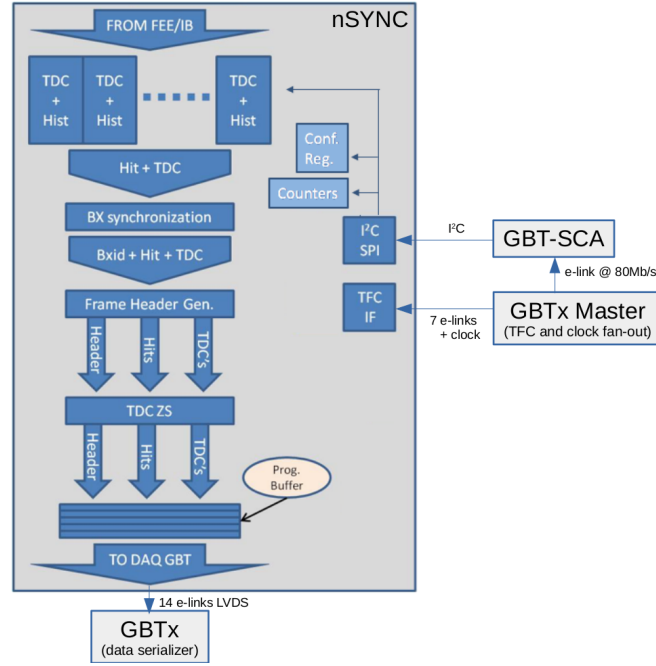 nSYNC
FROM FEE/IB
TDC
+
Hist
TDC
+
Hist
TDC
+
Hist
Hit + TDC
BX synchronization
Bxid + Hit + TDC
Frame Header Gen.
Header
Hits
TDC's
TDC ZS
Header
Hits
TDC's
Prog.
Buffer
TO DAQ GBT
14 e-links LVDS
GBTx
(data serializer)
Conf.
Reg.
Counters
I²C
SPI
TFC
IF
I²C
GBT-SCA
e-link @ 80Mb/s
GBTx Master
(TFC and clock fan-out)
7 e-links
+ clock